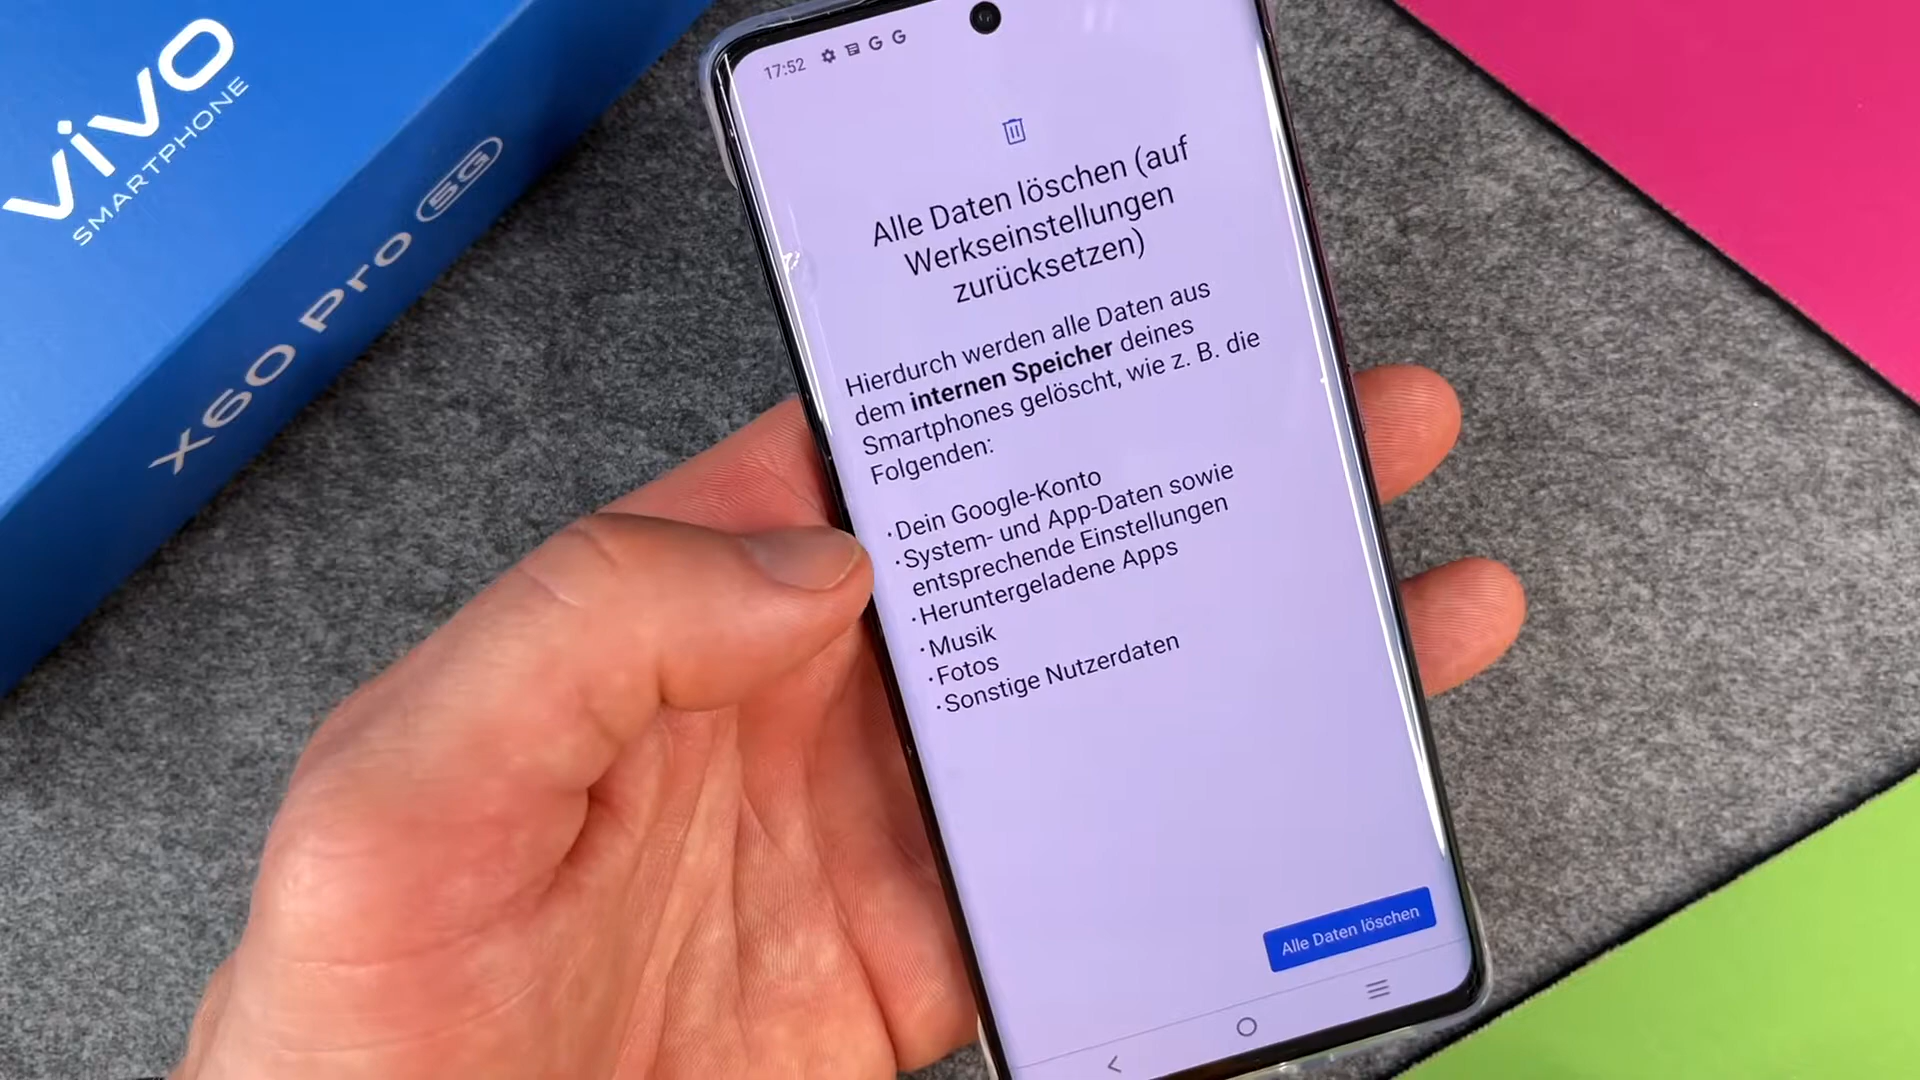 vivo
SMARTPHONE
X60 Pro 5G
17:52
Alle Daten löschen (auf
Werkseinstellungen
zurücksetzen)
Hierdurch werden alle Daten aus
dem internen Speicher deines
Smartphones gelöscht, wie z. B. die
Folgenden:
· Dein Google-Konto
· System- und App-Daten sowie
entsprechende Einstellungen
· Heruntergeladene Apps
· Musik
· Fotos
· Sonstige Nutzerdaten
Alle Daten löschen